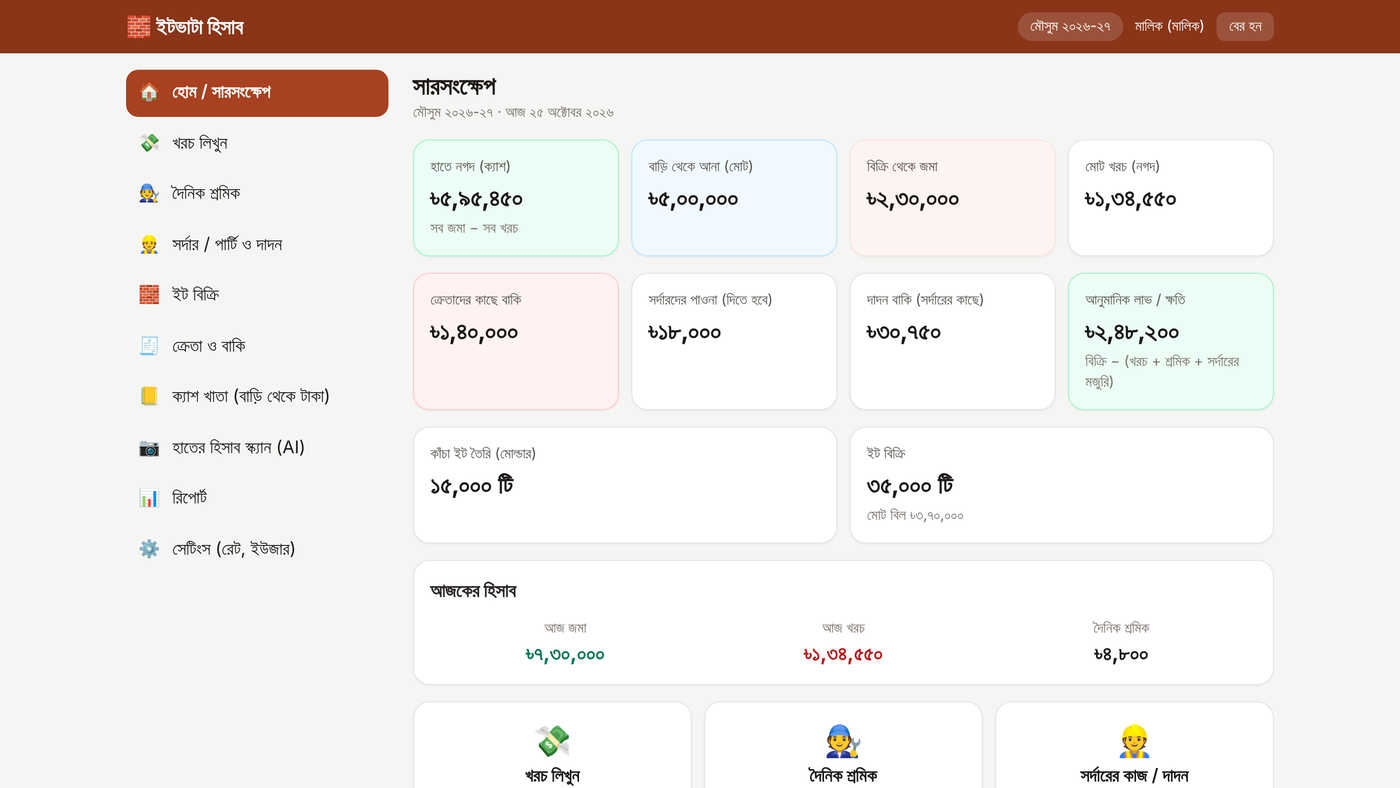 ইটভাটা হিসাব
মৌসুম ২০২৬-২৭
মালিক (মালিক)
বের হন
হোম / সারসংক্ষেপ
খরচ লিখুন
দৈনিক শ্রমিক
সর্দার / পার্টি ও দাদন
ইট বিক্রি
ক্রেতা ও বাকি
ক্যাশ খাতা (বাড়ি থেকে টাকা)
হাতের হিসাব স্ক্যান (AI)
রিপোর্ট
সেটিংস (রেট, ইউজার)
সারসংক্ষেপ
মৌসুম ২০২৬-২৭ · আজ ২৫ অক্টোবর ২০২৬
হাতে নগদ (ক্যাশ)
৳৫,৯৫,৪৫০
সব জমা − সব খরচ
বাড়ি থেকে আনা (মোট)
৳৫,০০,০০০
বিক্রি থেকে জমা
৳২,৩০,০০০
মোট খরচ (নগদ)
৳১,৩৪,৫৫০
ক্রেতাদের কাছে বাকি
৳১,৪০,০০০
সর্দারদের পাওনা (দিতে হবে)
৳১৮,০০০
দাদন বাকি (সর্দারের কাছে)
৳৩০,৭৫০
আনুমানিক লাভ / ক্ষতি
৳২,৪৮,২০০
বিক্রি − (খরচ + শ্রমিক + সর্দারের
মজুরি)
কাঁচা ইট তৈরি (মোল্ডার)
১৫,০০০ টি
ইট বিক্রি
৩৫,০০০ টি
মোট বিল ৳৩,৭০,০০০
আজকের হিসাব
আজ জমা
৳৭,৩০,০০০
আজ খরচ
৳১,৩৪,৫৫০
দৈনিক শ্রমিক
৳৪,৮০০
খরচ লিখুন
দৈনিক শ্রমিক
সর্দারের কাজ / দাদন